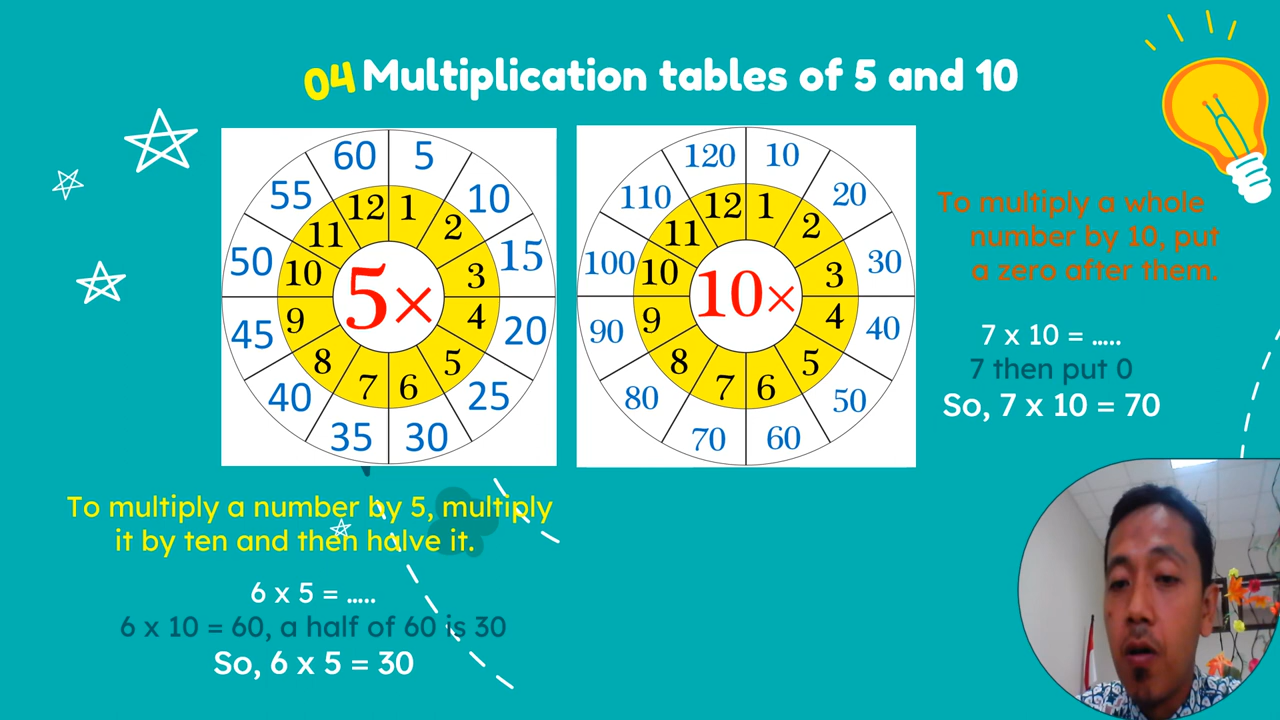 04 Multiplication tables of 5 and 10
60 5
55 10
50 15
45 20
40 25
35 30
12 1
11 2
10 3
9 4
8 5
7 6
5×
120 10
110 20
100 30
90 40
80 50
70 60
12 1
11 2
10 3
9 4
8 5
7 6
10×
To multiply a whole
number by 10, put
a zero after them.
7 x 10 = .....
7 then put 0
So, 7 x 10 = 70
To multiply a number by 5, multiply
it by ten and then halve it.
6 x 5 = .....
6 x 10 = 60, a half of 60 is 30
So, 6 x 5 = 30